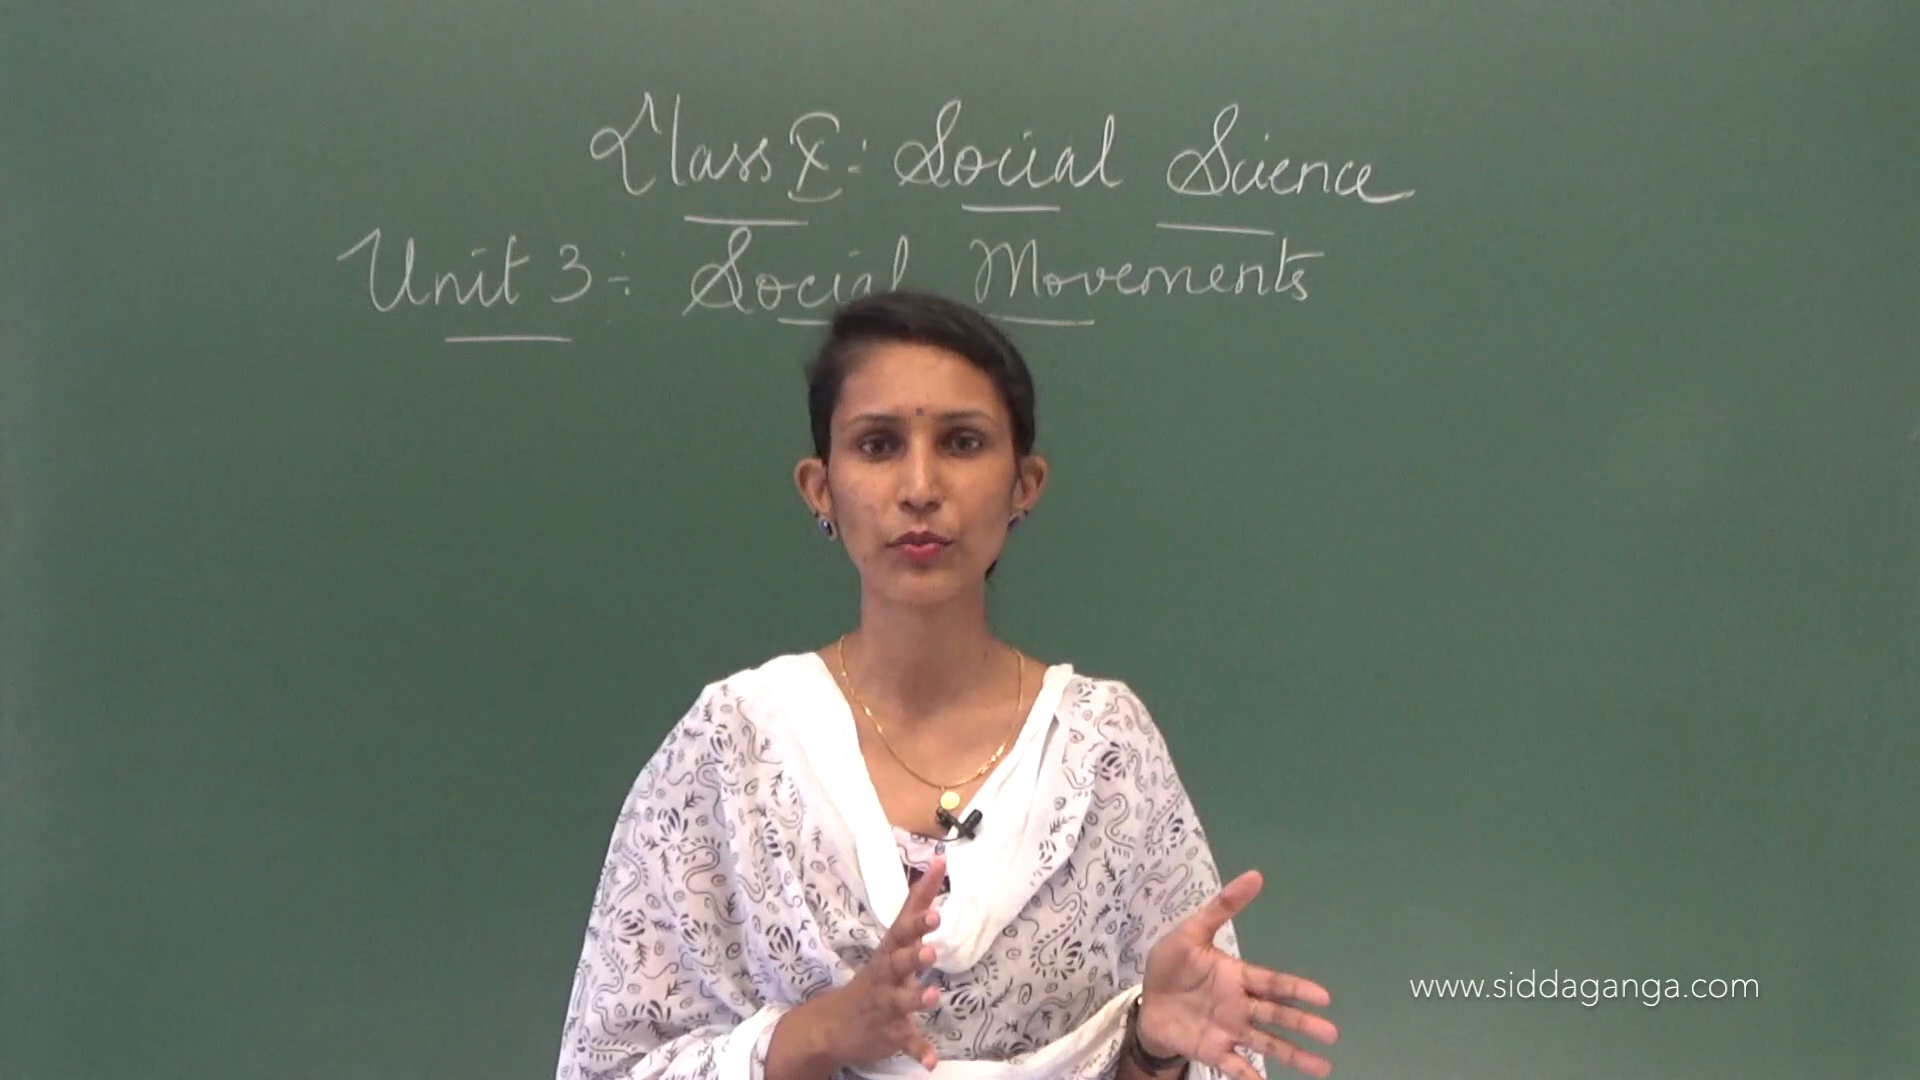 Class X:- Social Science
Unit 3:- Social Movements
www.siddaganga.com